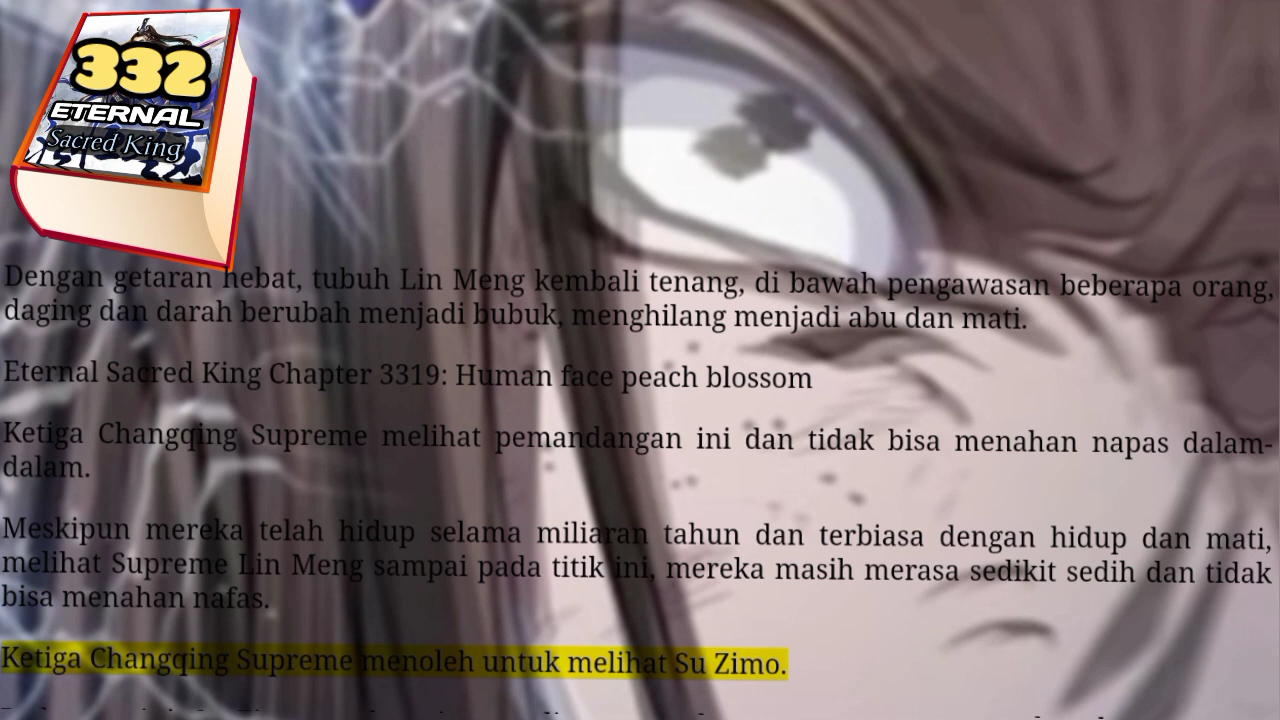 332
ETERNAL
Sacred King
Dengan getaran hebat, tubuh Lin Meng kembali tenang, di bawah pengawasan beberapa orang,
daging dan darah berubah menjadi bubuk, menghilang menjadi abu dan mati.
Eternal Sacred King Chapter 3319: Human face peach blossom
Ketiga Changqing Supreme melihat pemandangan ini dan tidak bisa menahan napas dalam-
dalam.
Meskipun mereka telah hidup selama miliaran tahun dan terbiasa dengan hidup dan mati,
melihat Supreme Lin Meng sampai pada titik ini, mereka masih merasa sedikit sedih dan tidak
bisa menahan nafas.
Ketiga Changqing Supreme menoleh untuk melihat Su Zimo.